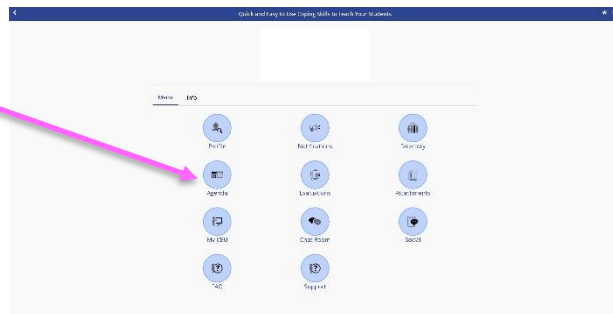 Quick and Easy to Use Coping Skills to Teach Your Students
Menu Info
Profile Notifications
Agenda Evaluations Attachments
My CEU Chat Room Social
FAQ Support